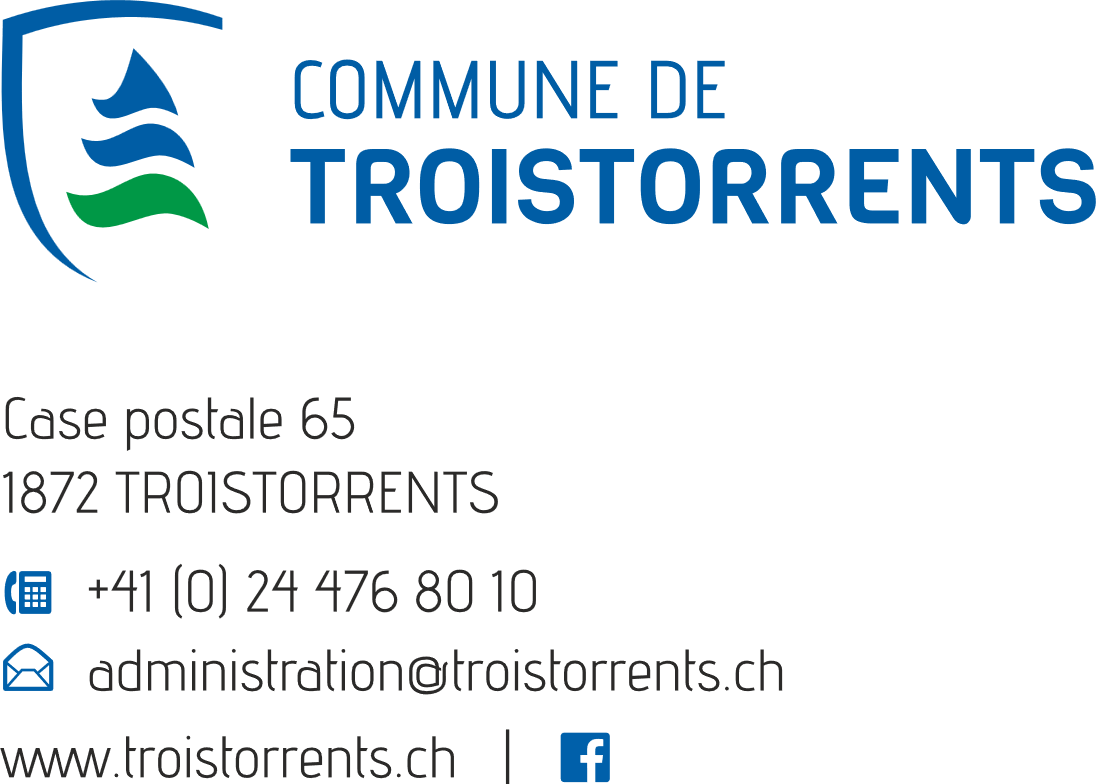 COMMUNE DE
TROISTORRENTS
Case postale 65
1872 TROISTORRENTS
+41 (0) 24 476 80 10
administration@troistorrents.ch
www.troistorrents.ch |